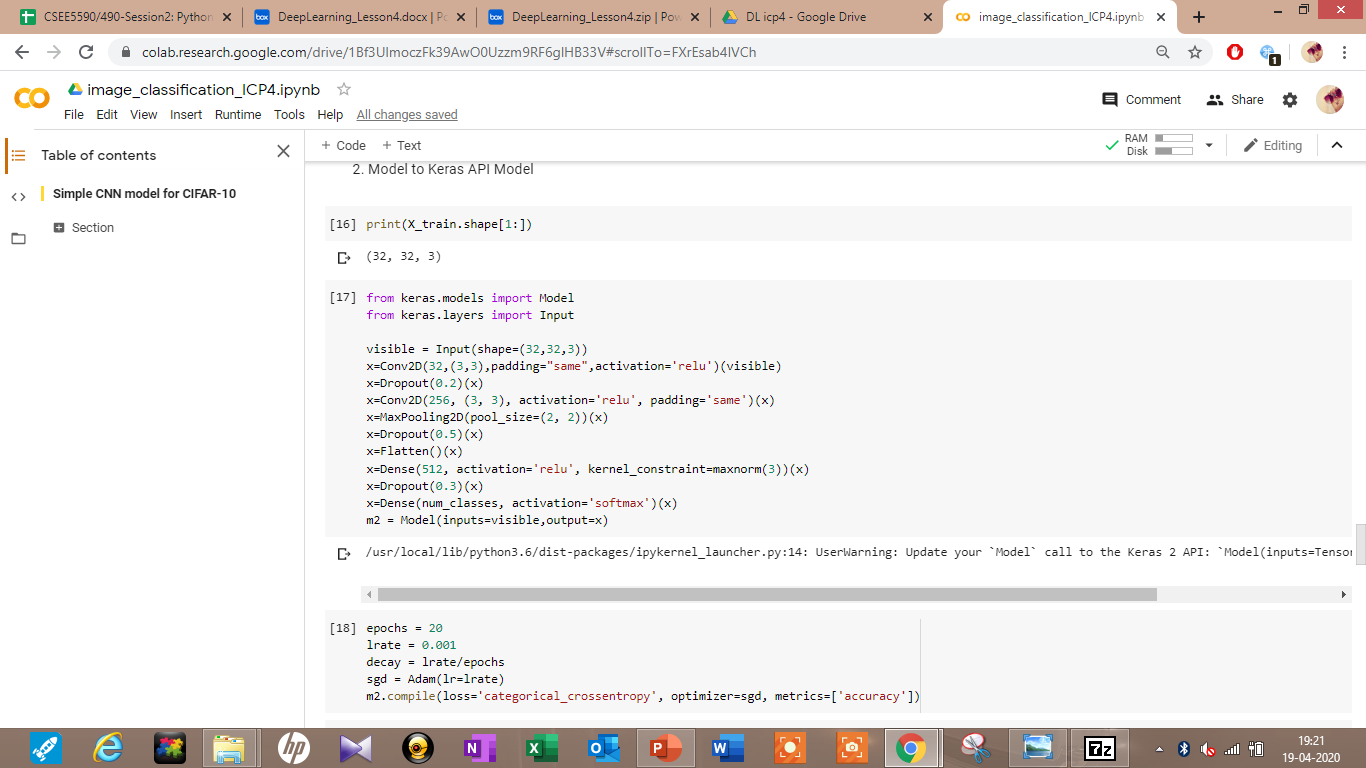 CSEE5590/490-Session2: Python
DeepLearning_Lesson4.docx | Po
DeepLearning_Lesson4.zip | Pow
DL icp4 - Google Drive
image_classification_ICP4.ipynb
colab.research.google.com/drive/1Bf3UImoczFk39AwO0Uzzm9RF6glHB33V#scrollTo=FXrEsab4IVCh
1
image_classification_ICP4.ipynb
File Edit View Insert Runtime Tools Help All changes saved
Comment Share
Table of contents
+ Code + Text
RAM
Disk
Editing
Simple CNN model for CIFAR-10
Section
2. Model to Keras API Model
[16] print(X_train.shape[1:])
(32, 32, 3)
[17] from keras.models import Model
from keras.layers import Input
visible = Input(shape=(32,32,3))
x=Conv2D(32,(3,3),padding="same",activation='relu')(visible)
x=Dropout(0.2)(x)
x=Conv2D(256, (3, 3), activation='relu', padding='same')(x)
x=MaxPooling2D(pool_size=(2, 2))(x)
x=Dropout(0.5)(x)
x=Flatten()(x)
x=Dense(512, activation='relu', kernel_constraint=maxnorm(3))(x)
x=Dropout(0.3)(x)
x=Dense(num_classes, activation='softmax')(x)
m2 = Model(inputs=visible,output=x)
/usr/local/lib/python3.6/dist-packages/ipykernel_launcher.py:14: UserWarning: Update your `Model` call to the Keras 2 API: `Model(inputs=Tensor
[18] epochs = 20
lrate = 0.001
decay = lrate/epochs
sgd = Adam(lr=lrate)
m2.compile(loss='categorical_crossentropy', optimizer=sgd, metrics=['accuracy'])
19:21
19-04-2020